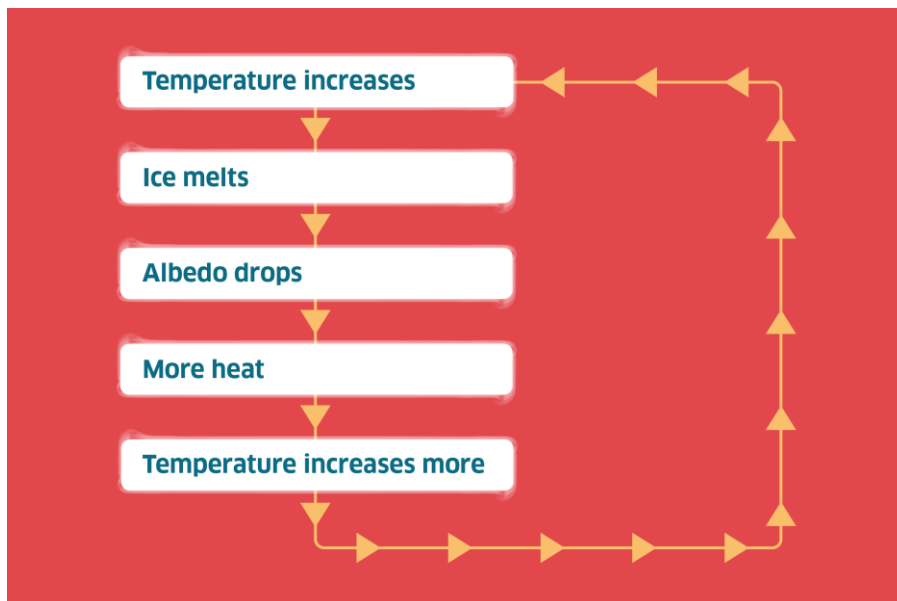 Temperature increases
Ice melts
Albedo drops
More heat
Temperature increases more